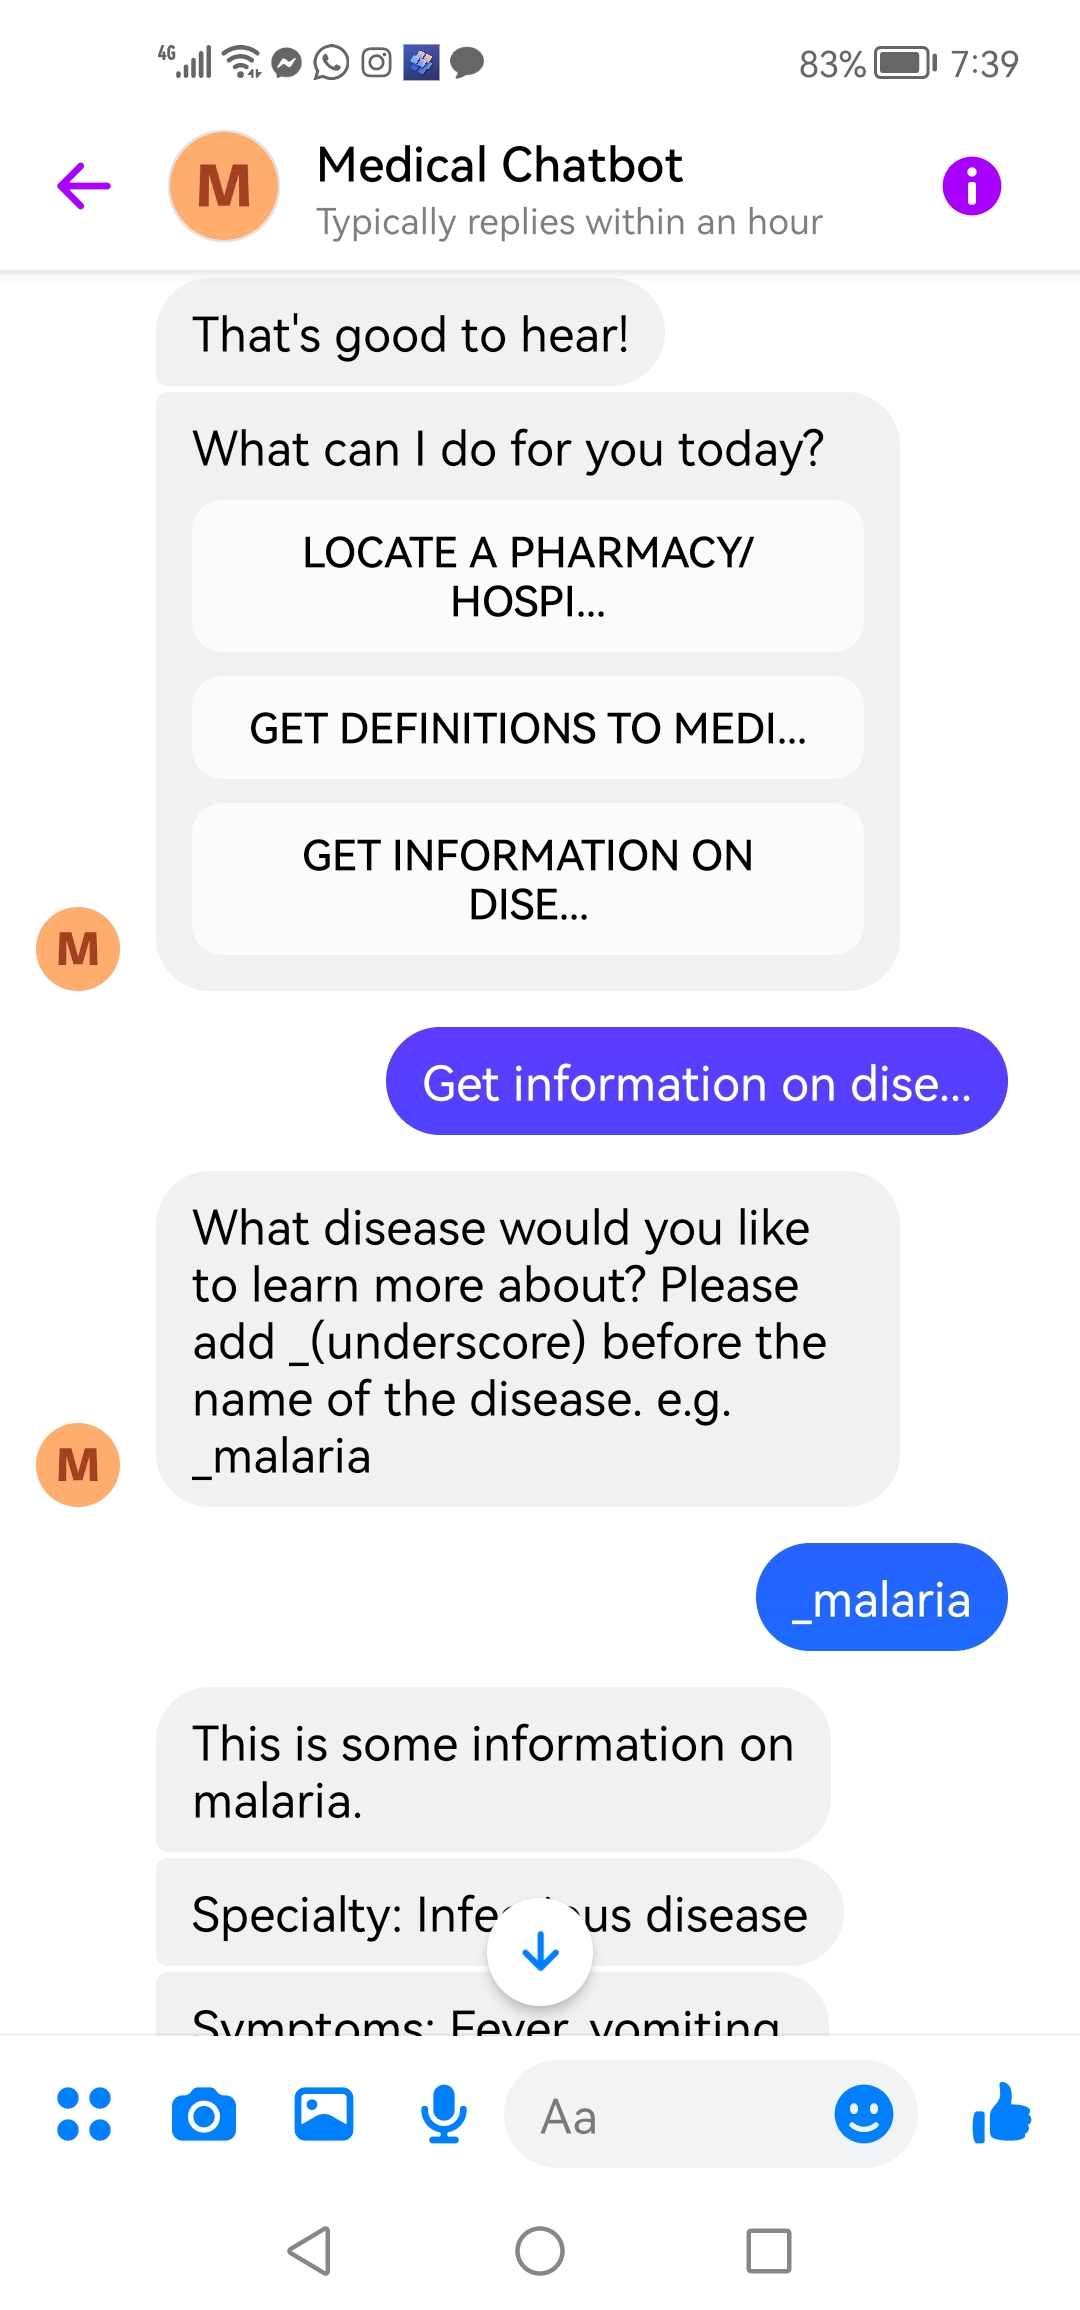 4G 83% 7:39
M
Medical Chatbot
Typically replies within an hour
That's good to hear!
What can I do for you today?
LOCATE A PHARMACY/
HOSPI...
GET DEFINITIONS TO MEDI...
GET INFORMATION ON
DISE...
M
Get information on dise...
What disease would you like
to learn more about? Please
add _(underscore) before the
name of the disease. e.g.
_malaria
M
_malaria
This is some information on
malaria.
Specialty: disease
Symptoms: Fever, vomiting
Aa